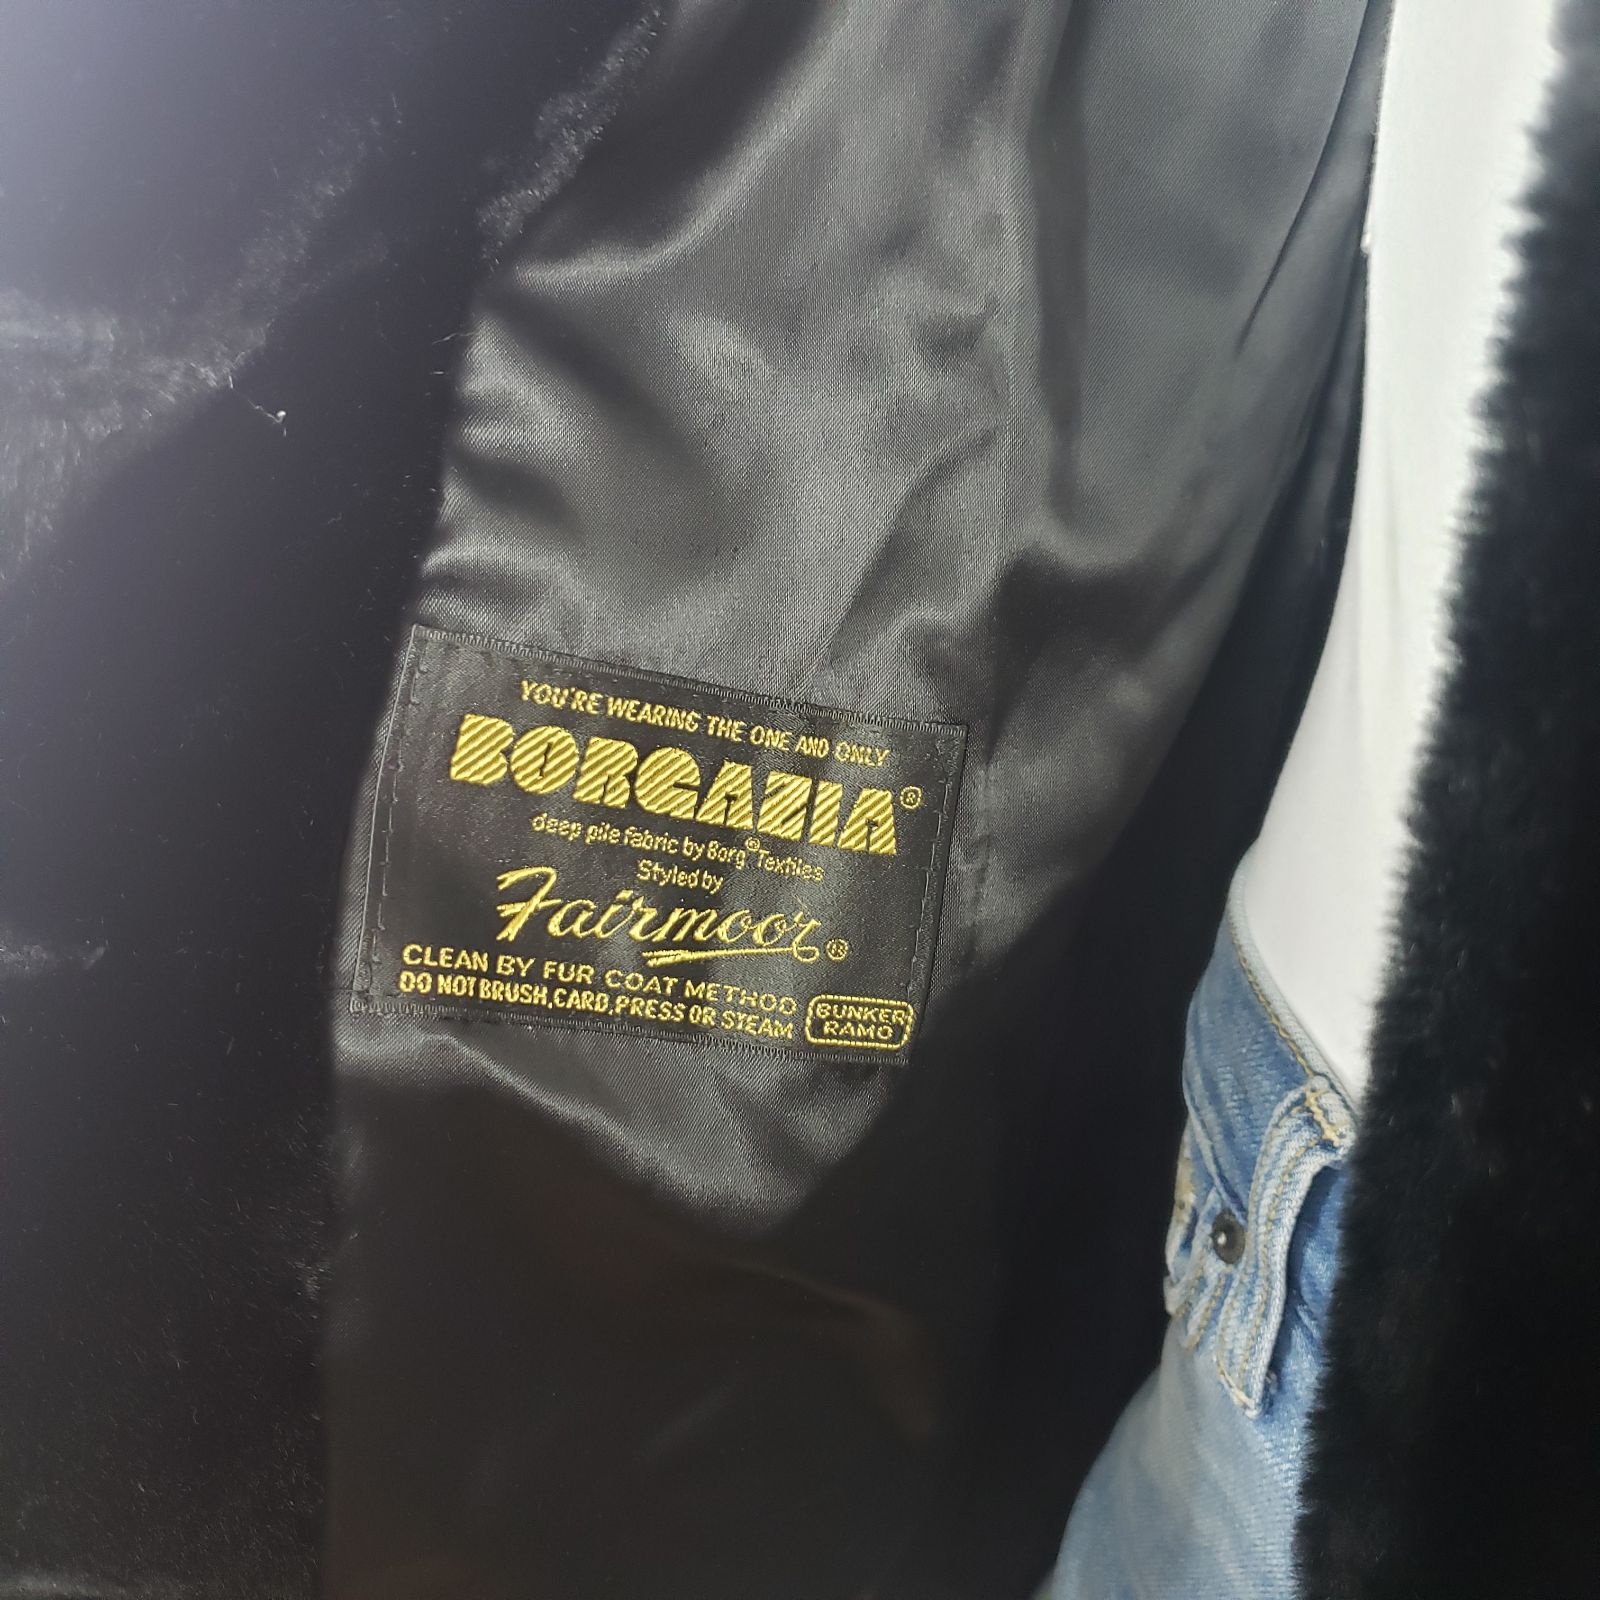 YOU'RE WEARING THE ONE AND ONLY
BORGAZIA®
deep pile fabric by Borg® Textiles
Styled by
Fairmoor®
CLEAN BY FUR COAT METHOD
DO NOT BRUSH, CARD, PRESS OR STEAM
BUNKER
RAMO